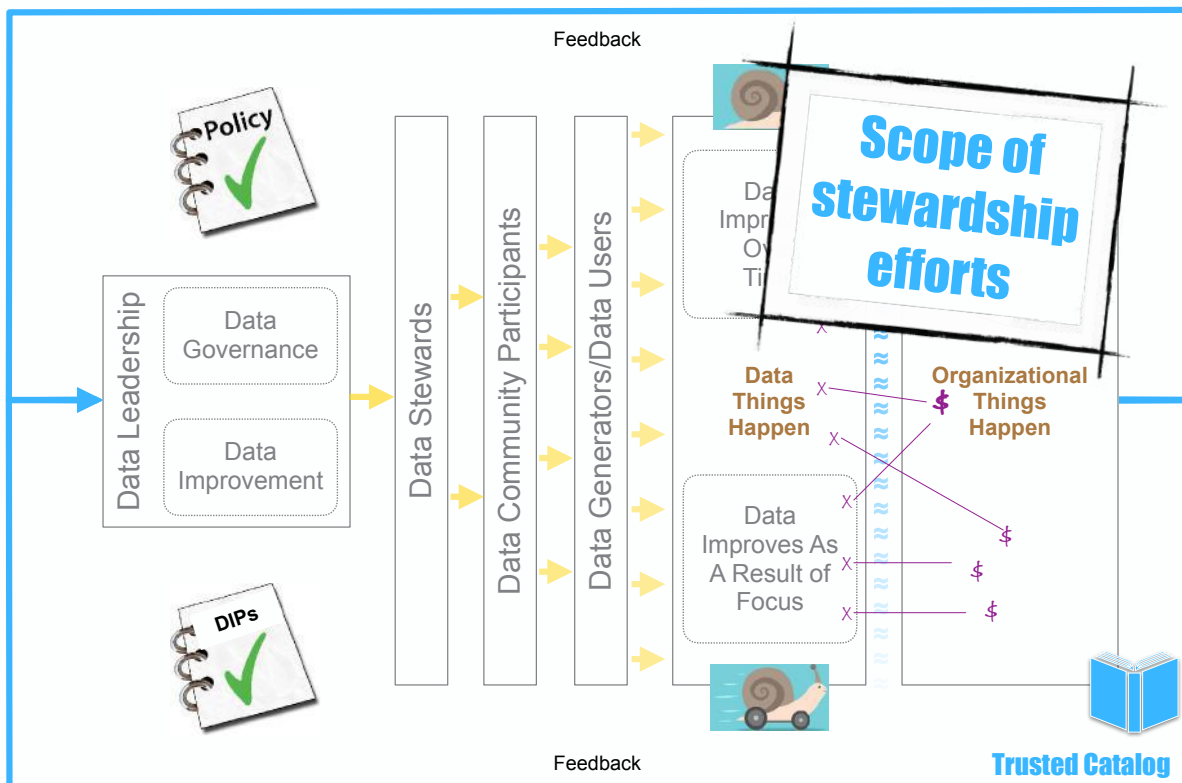 Feedback
Policy
Scope of
stewardship
efforts
Data Leadership
Data
Governance
Data
Improvement
Data Stewards
Data Community Participants
Data Generators/Data Users
Data
Things
Happen
Organizational
Things
Happen
X
X
X
X
X
X
$
$
$
$
Data
Improves As
A Result of
Focus
DIPs
Feedback
Trusted Catalog